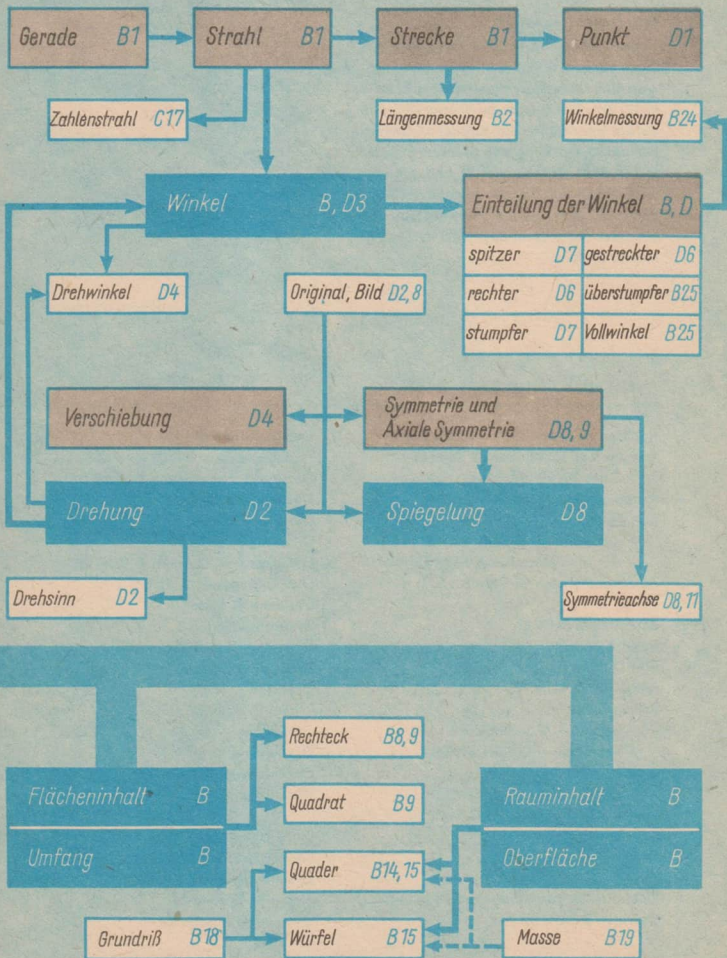 Gerade B1
Strahl B1
Strecke B1
Punkt D1
Zahlenstrahl C17
Längenmessung B2
Winkelmessung B24
Winkel B, D3
Einteilung der Winkel B, D
spitzer D7
gestreckter D6
rechter D6
überstumpfer B25
stumpfer D7
Vollwinkel B25
Drehwinkel D4
Original, Bild D2,8
Verschiebung D4
Symmetrie und
Axiale Symmetrie D8, 9
Drehung D2
Spiegelung D8
Drehsinn D2
Symmetrieachse D8,11
Rechteck B8,9
Flächeninhalt B
Quadrat B9
Rauminhalt B
Umfang B
Quader B14,15
Oberfläche B
Grundriß B18
Würfel B15
Masse B19